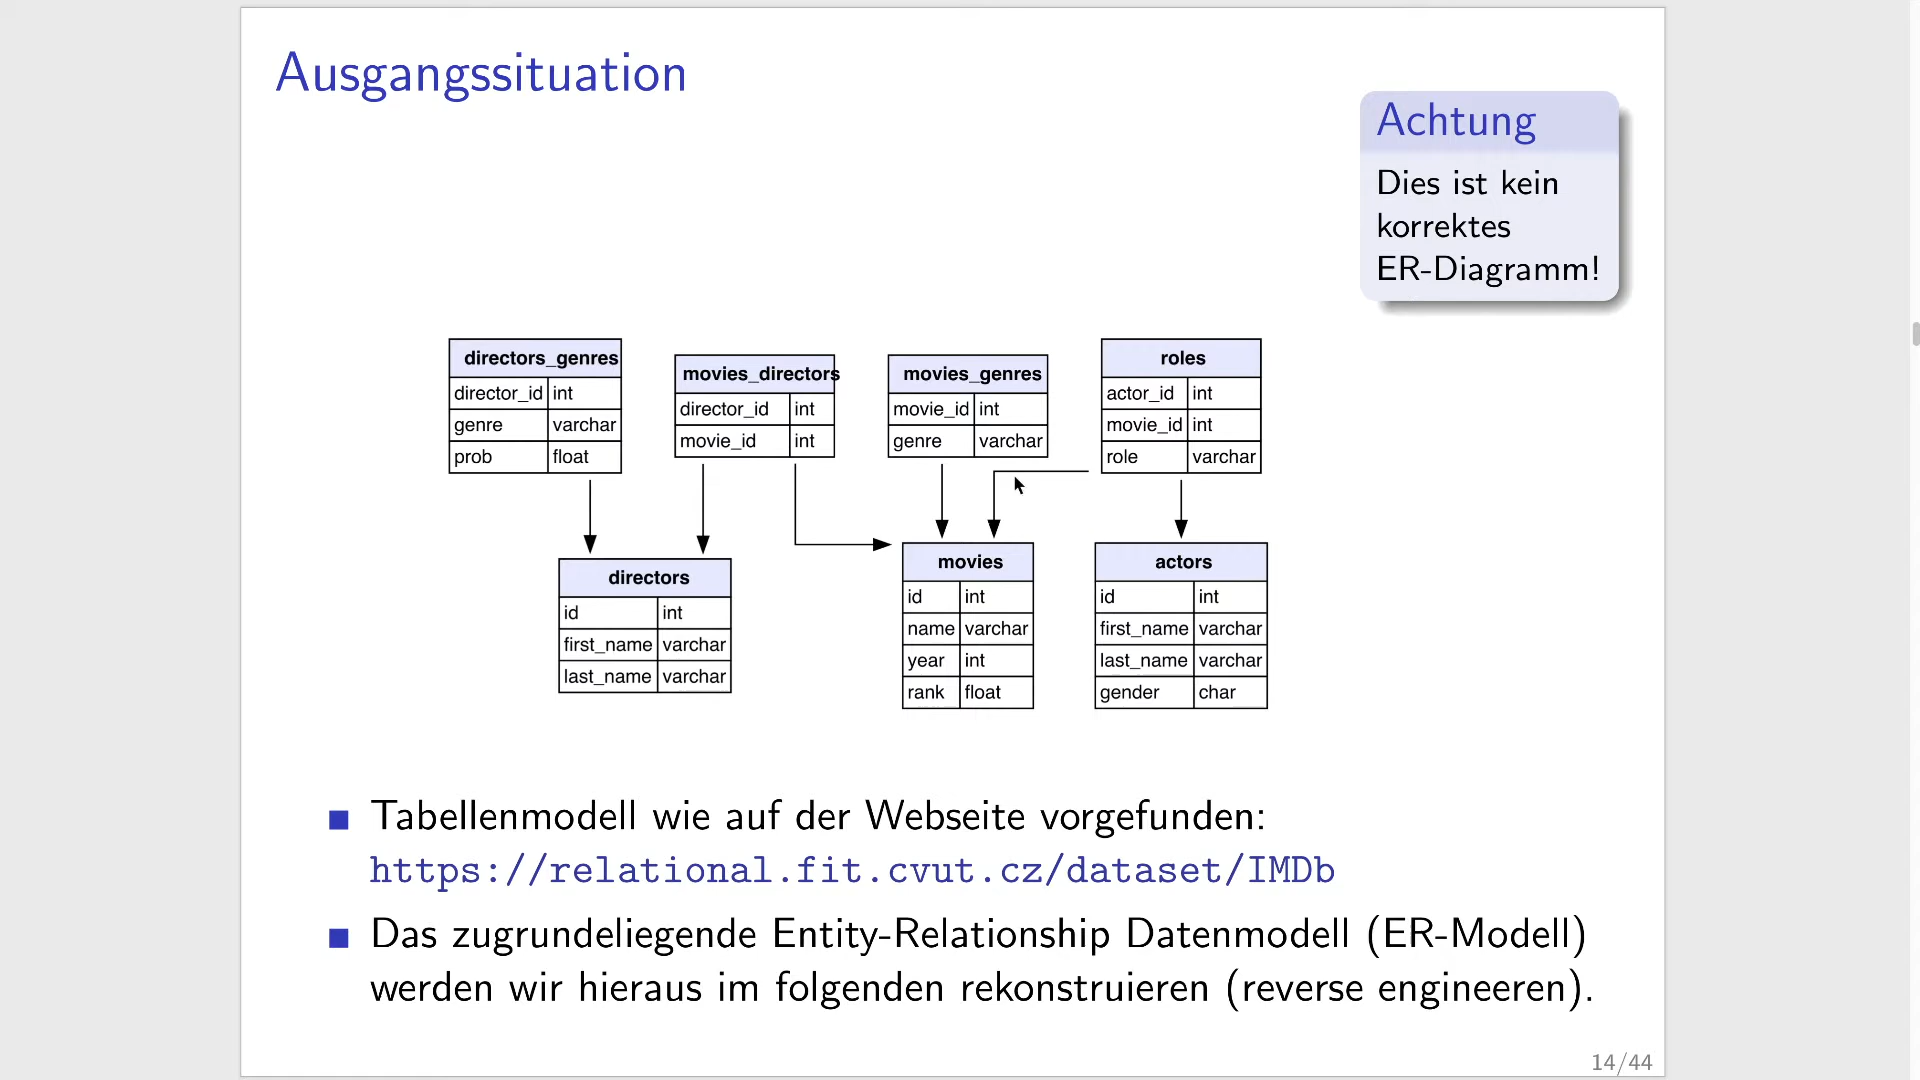 Ausgangssituation
Achtung
Dies ist kein
korrektes
ER-Diagramm!
directors_genres
director_id int
genre varchar
prob float
movies_directors
director_id int
movie_id int
movies_genres
movie_id int
genre varchar
roles
actor_id int
movie_id int
role varchar
directors
id int
first_name varchar
last_name varchar
movies
id int
name varchar
year int
rank float
actors
id int
first_name varchar
last_name varchar
gender char
Tabellenmodell wie auf der Webseite vorgefunden:
https://relational.fit.cvut.cz/dataset/IMDb
Das zugrundeliegende Entity-Relationship Datenmodell (ER-Modell)
werden wir hieraus im folgenden rekonstruieren (reverse engineeren).
14/44